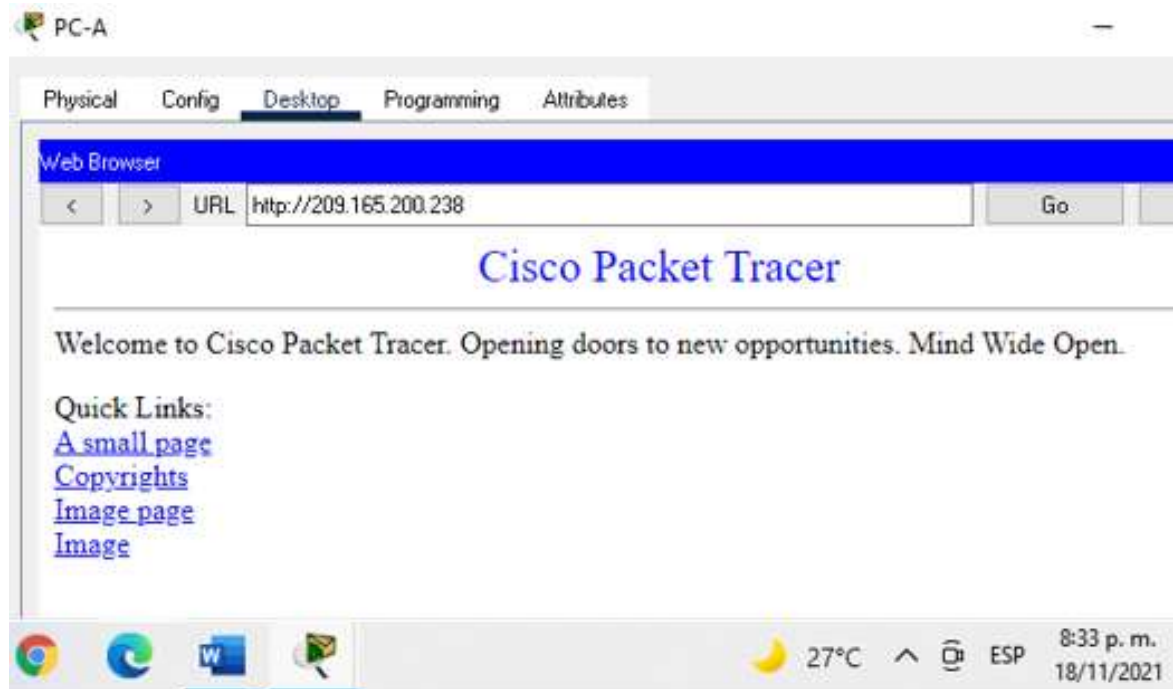 PC-A
Physical Config Desktop Programming Attributes
Web Browser
< > URL http://209.165.200.238 Go
Cisco Packet Tracer
Welcome to Cisco Packet Tracer. Opening doors to new opportunities. Mind Wide Open.
Quick Links:
A small page
Copyrights
Image page
Image
27°C ESP 8:33 p. m.
18/11/2021